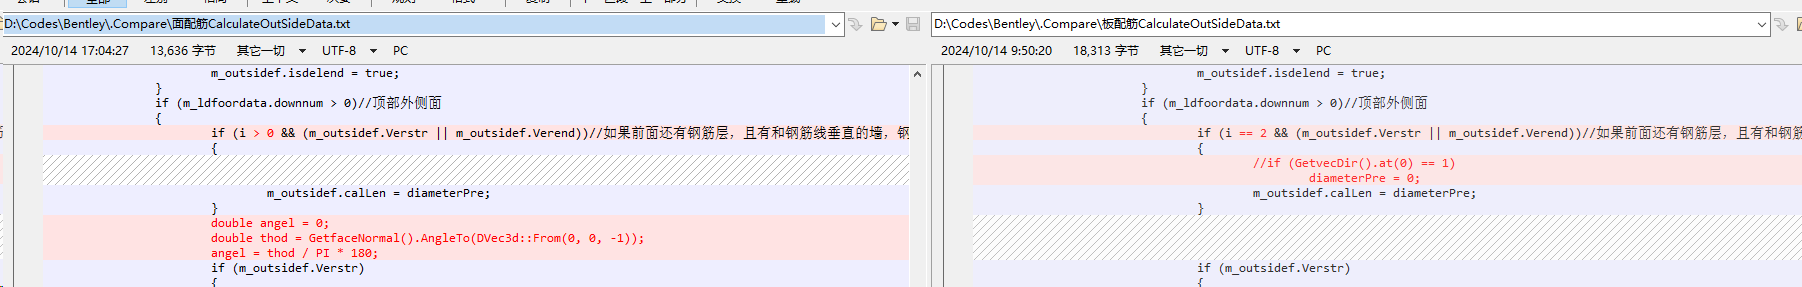 D:\Codes\Bentley\.Compare\面配筋CalculateOutSideData.txt
2024/10/14 17:04:27 13,636 字节 其它一切 UTF-8 PC
m_outsidef.isdelend = true;
}
if (m_ldfoordata.downnum > 0)//顶部外侧面
{
if (i > 0 && (m_outsidef.Verstr || m_outsidef.Verend))//如果前面还有钢筋层，且有和钢筋线垂直的墙，钢
{
m_outsidef.calLen = diameterPre;
}
double angel = 0;
double thod = GetfaceNormal().AngleTo(DVec3d::From(0, 0, -1));
angel = thod / PI * 180;
if (m_outsidef.Verstr)
{
D:\Codes\Bentley\.Compare\板配筋CalculateOutSideData.txt
2024/10/14 9:50:20 18,313 字节 其它一切 UTF-8 PC
m_outsidef.isdelend = true;
}
if (m_ldfoordata.downnum > 0)//顶部外侧面
{
if (i == 2 && (m_outsidef.Verstr || m_outsidef.Verend))//如果前面还有钢筋层，且有和钢筋
{
//if (GetvecDir().at(0) == 1)
diameterPre = 0;
m_outsidef.calLen = diameterPre;
}
if (m_outsidef.Verstr)
{